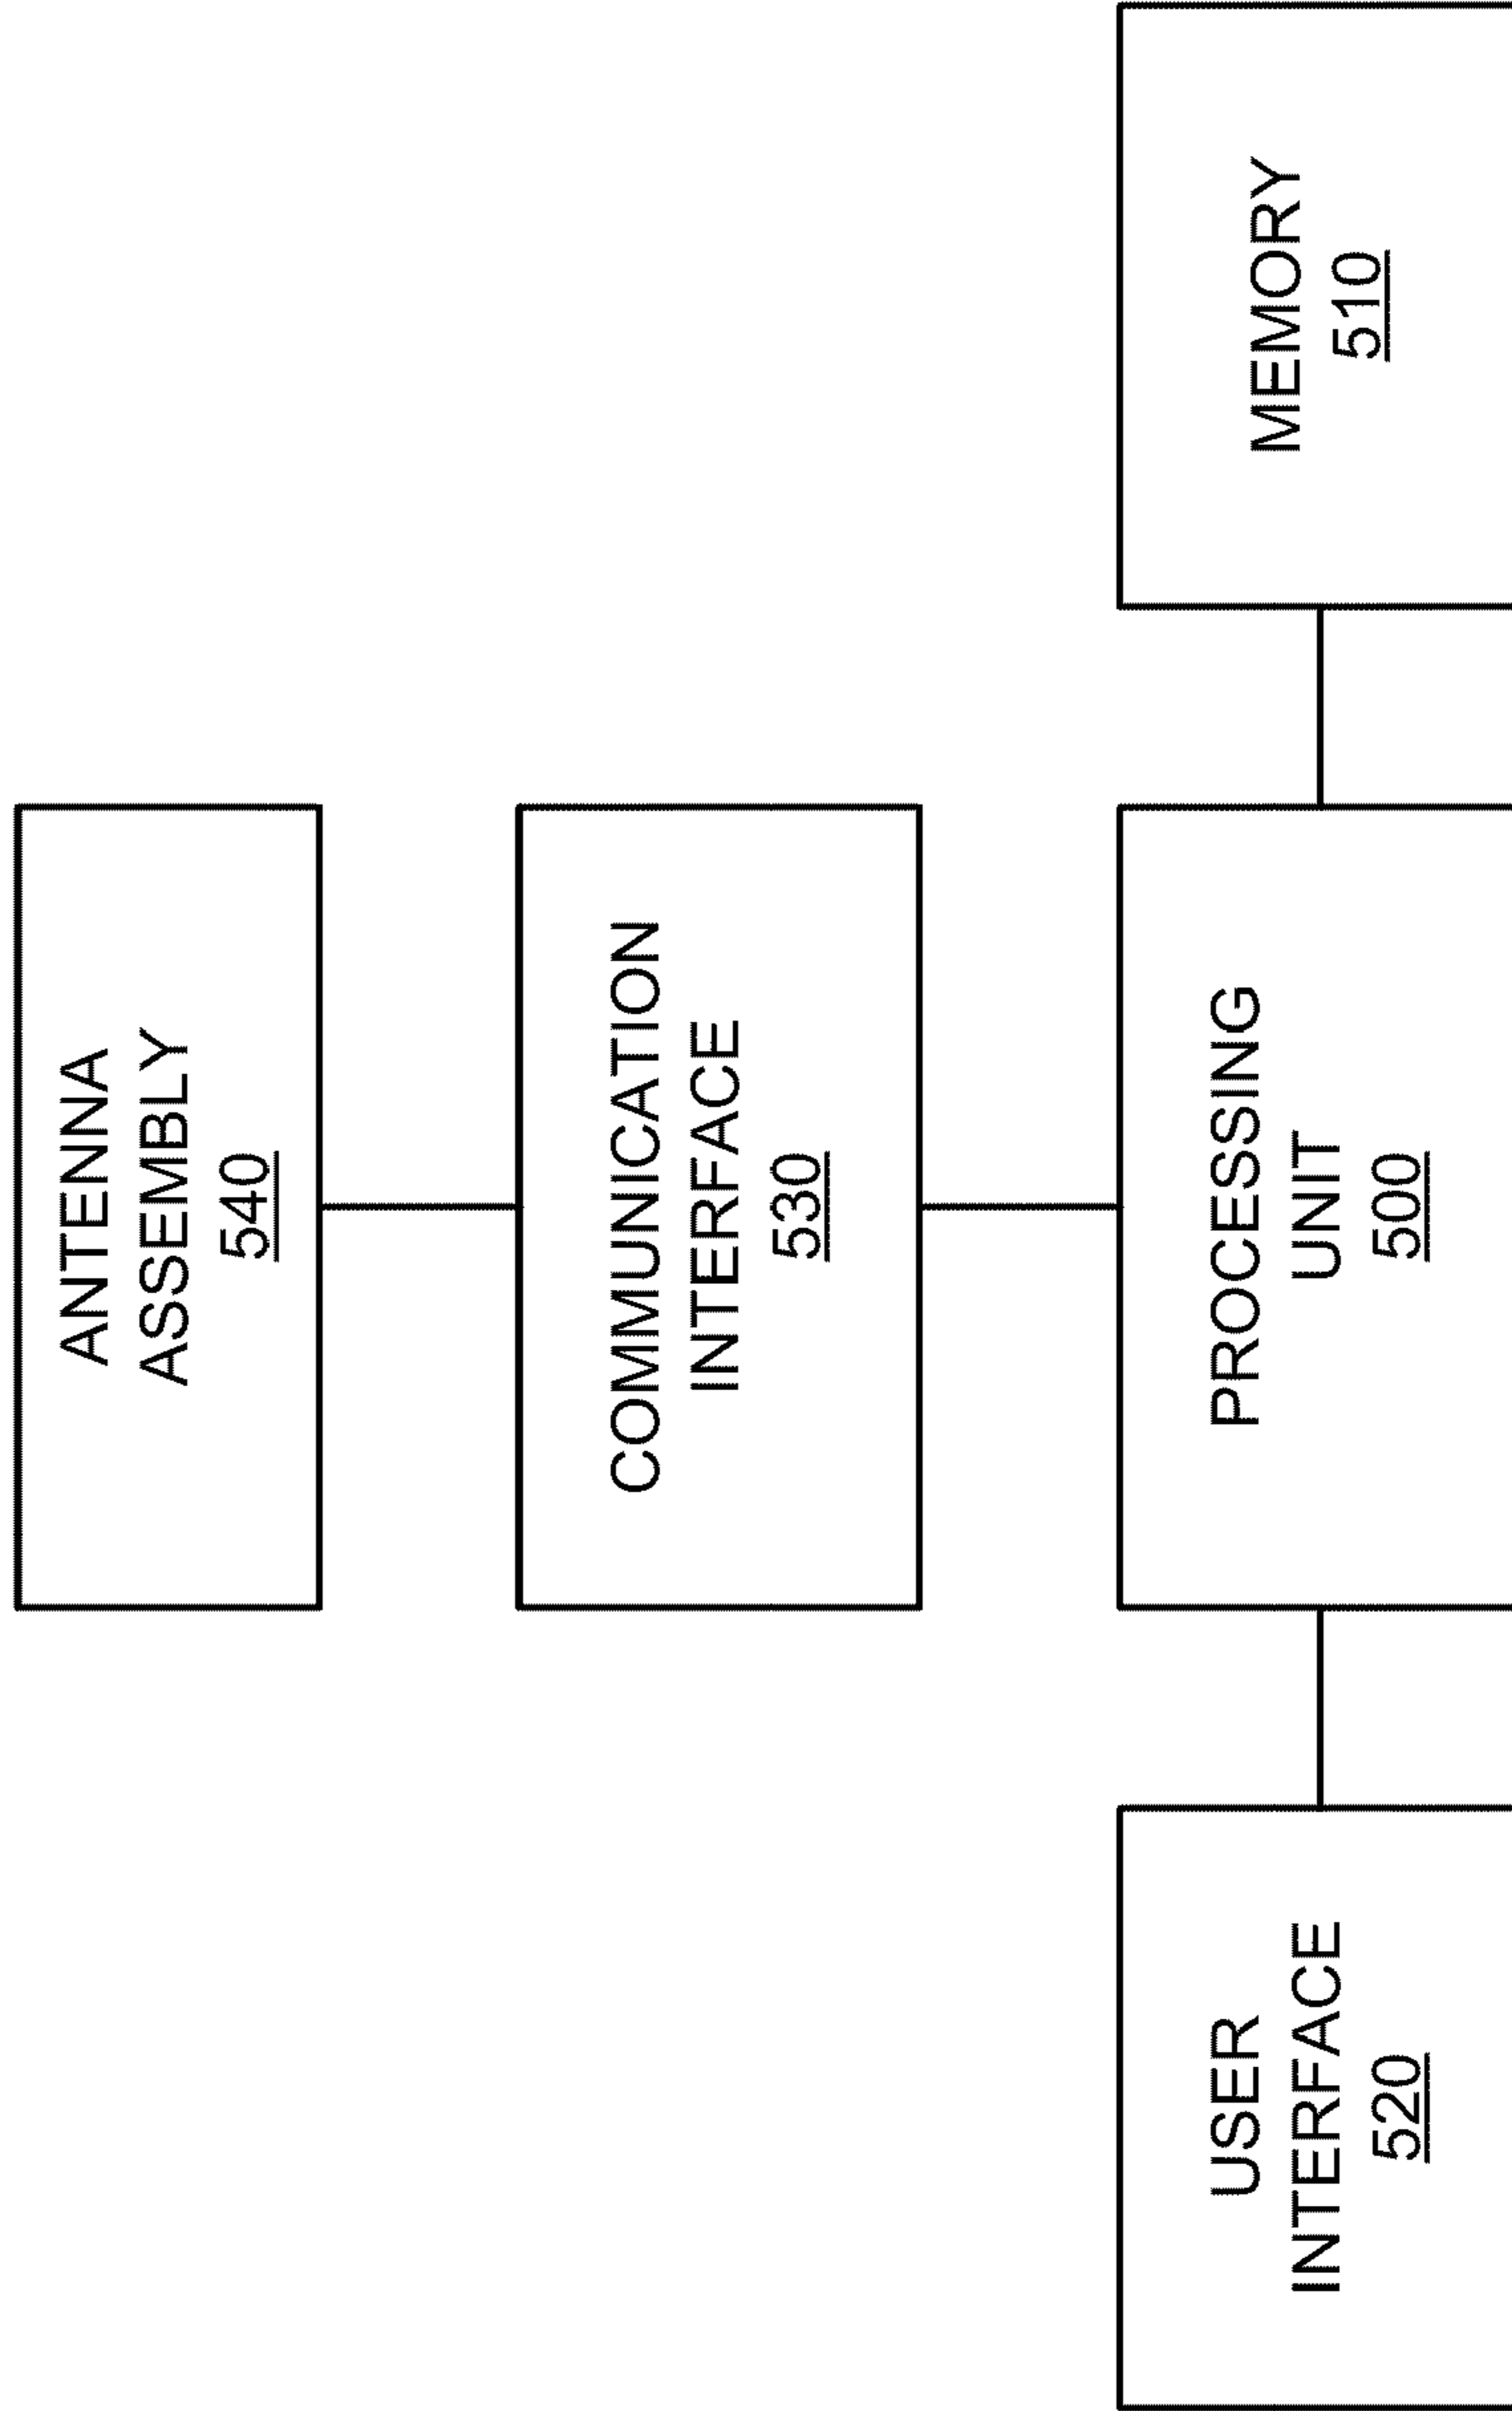 ANTENNA
ASSEMBLY
540
COMMUNICATION
INTERFACE
530
USER
INTERFACE
520
PROCESSING
UNIT
500
MEMORY
510